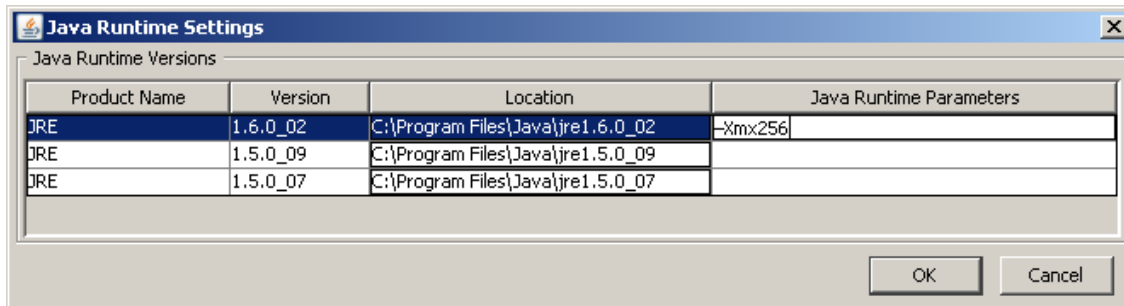 Java Runtime Settings
Java Runtime Versions
Product Name Version Location Java Runtime Parameters
JRE 1.6.0_02 C:\Program Files\Java\jre1.6.0_02 -Xmx256
JRE 1.5.0_09 C:\Program Files\Java\jre1.5.0_09
JRE 1.5.0_07 C:\Program Files\Java\jre1.5.0_07
OK Cancel